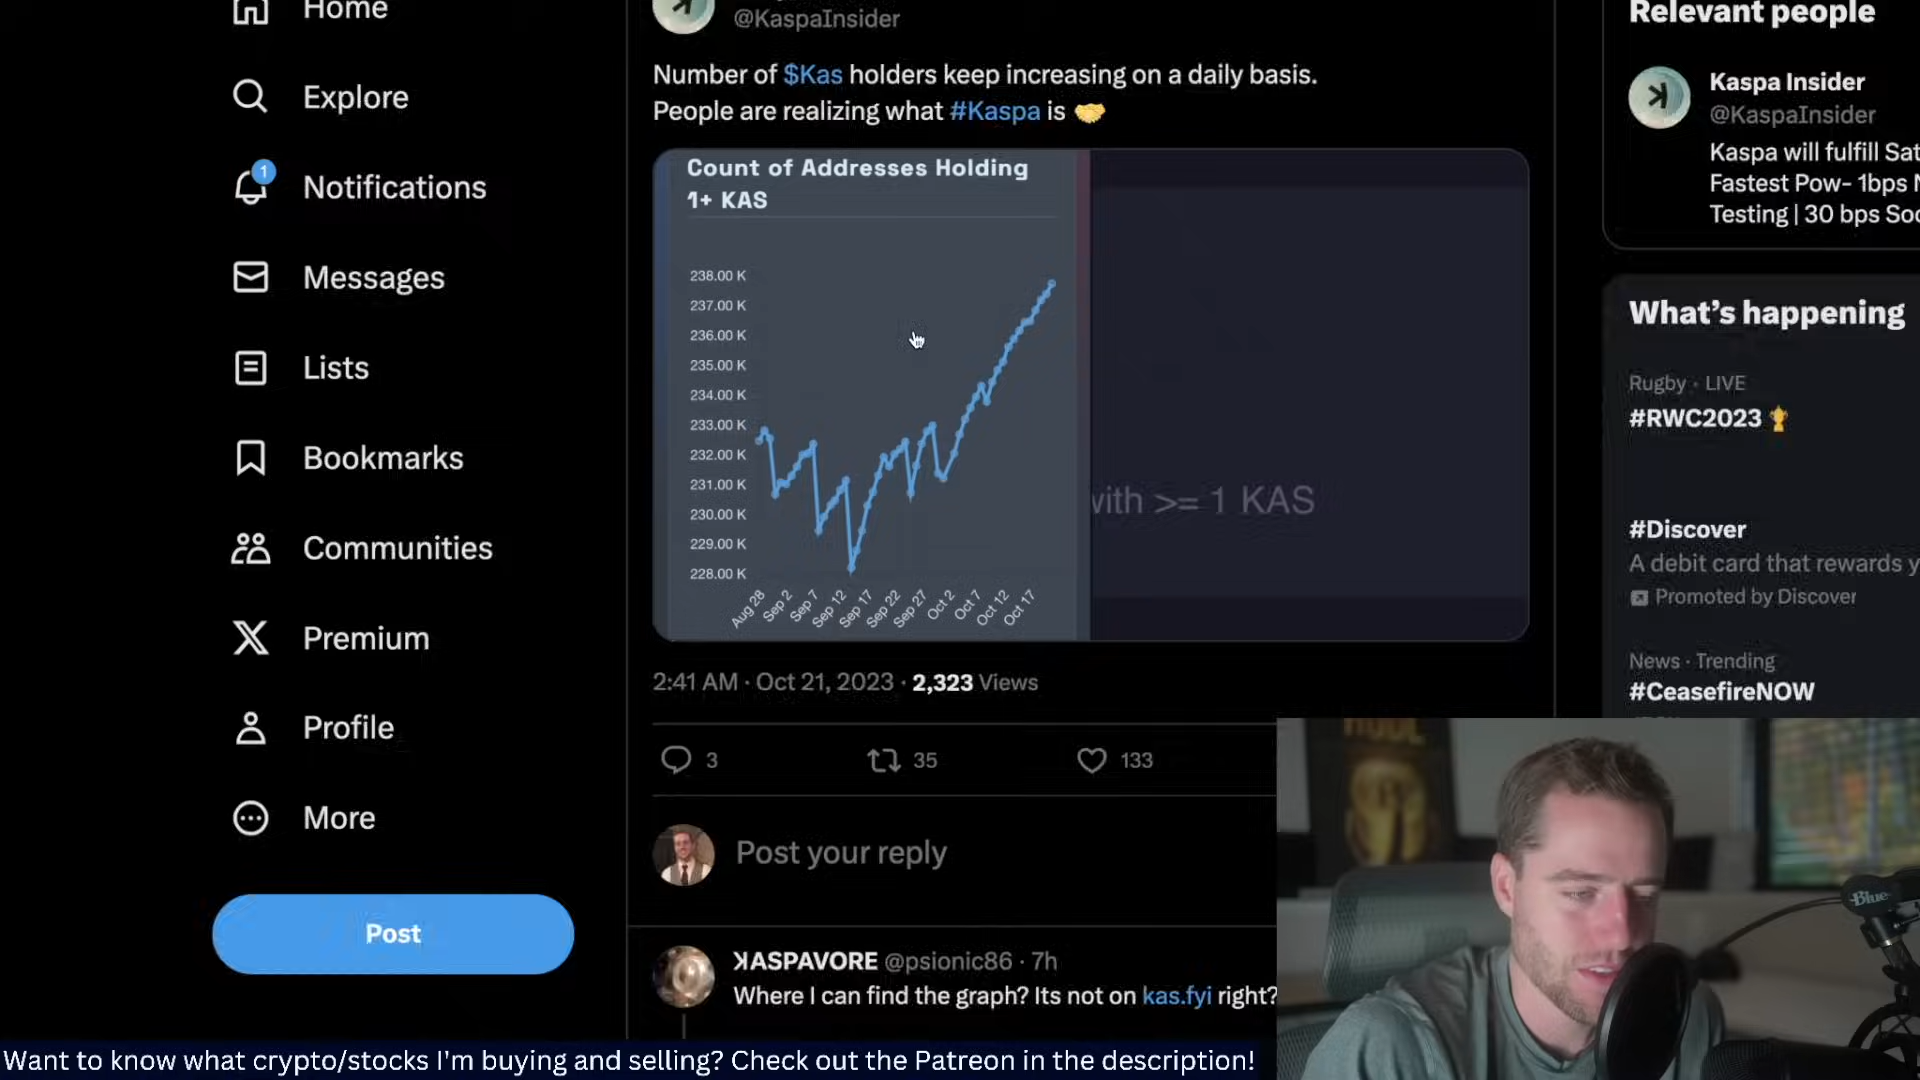 Home
Explore
1
Notifications
Messages
Lists
Bookmarks
Communities
Premium
Profile
More
Post
@KaspaInsider
Number of $Kas holders keep increasing on a daily basis.
People are realizing what #Kaspa is
Count of Addresses Holding
1+ KAS
238.00 K
237.00 K
236.00 K
235.00 K
234.00 K
233.00 K
232.00 K
231.00 K
230.00 K
229.00 K
228.00 K
Aug 28
Sep 2
Sep 7
Sep 12
Sep 17
Sep 22
Sep 27
Oct 2
Oct 7
Oct 12
Oct 17
with >= 1 KAS
2:41 AM · Oct 21, 2023 · 2,323 Views
3
35
133
Post your reply
ꓘASPAVORE @psionic86 · 7h
Where I can find the graph? Its not on kas.fyi right?
Relevant people
Kaspa Insider
@KaspaInsider
Kaspa will fulfill
Fastest Pow- 1bps
Testing | 30 bps
What's happening
Rugby · LIVE
#RWC2023
#Discover
A debit card that rewards
Promoted by Discover
News · Trending
#CeasefireNOW
Blue
Want to know what crypto/stocks I'm buying and selling? Check out the Patreon in the description!